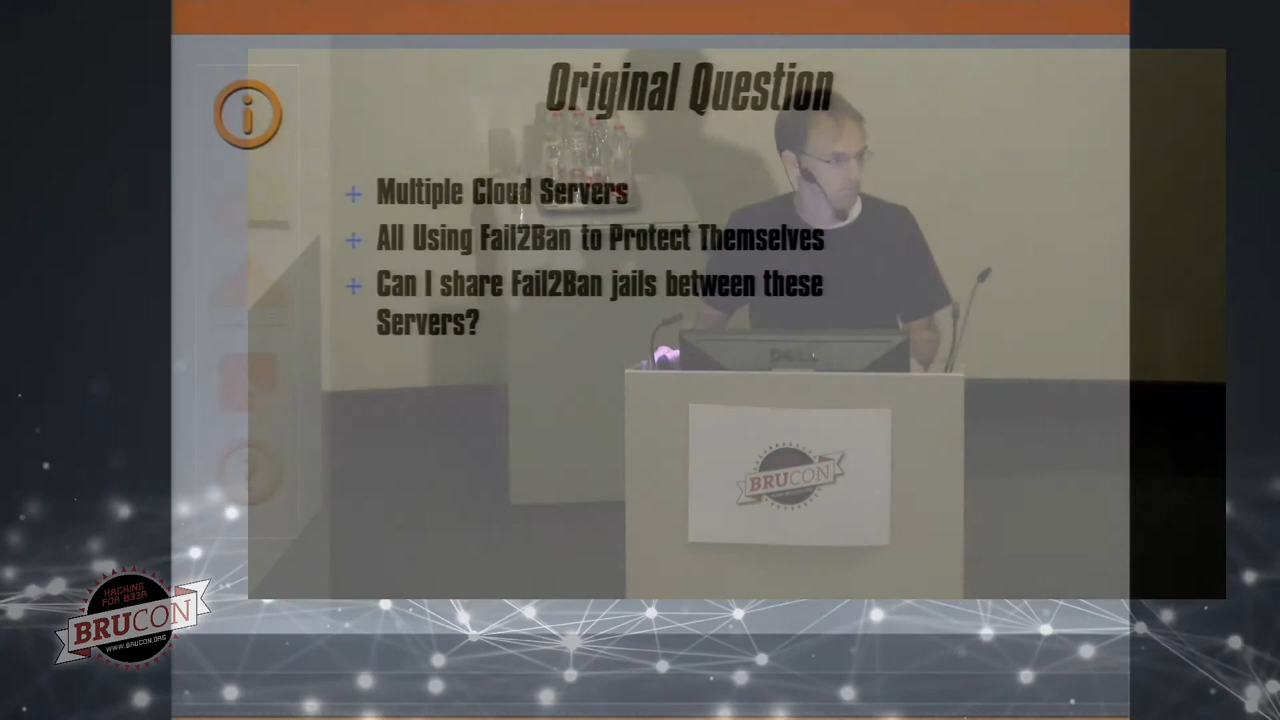 Original Question
Multiple Cloud Servers
All Using Fail2Ban to Protect Themselves
Can I share Fail2Ban jails between these
Servers?
DELL
BRUCON
HACKING
FOR B33R
BRUCON
WWW.BRUCON.ORG